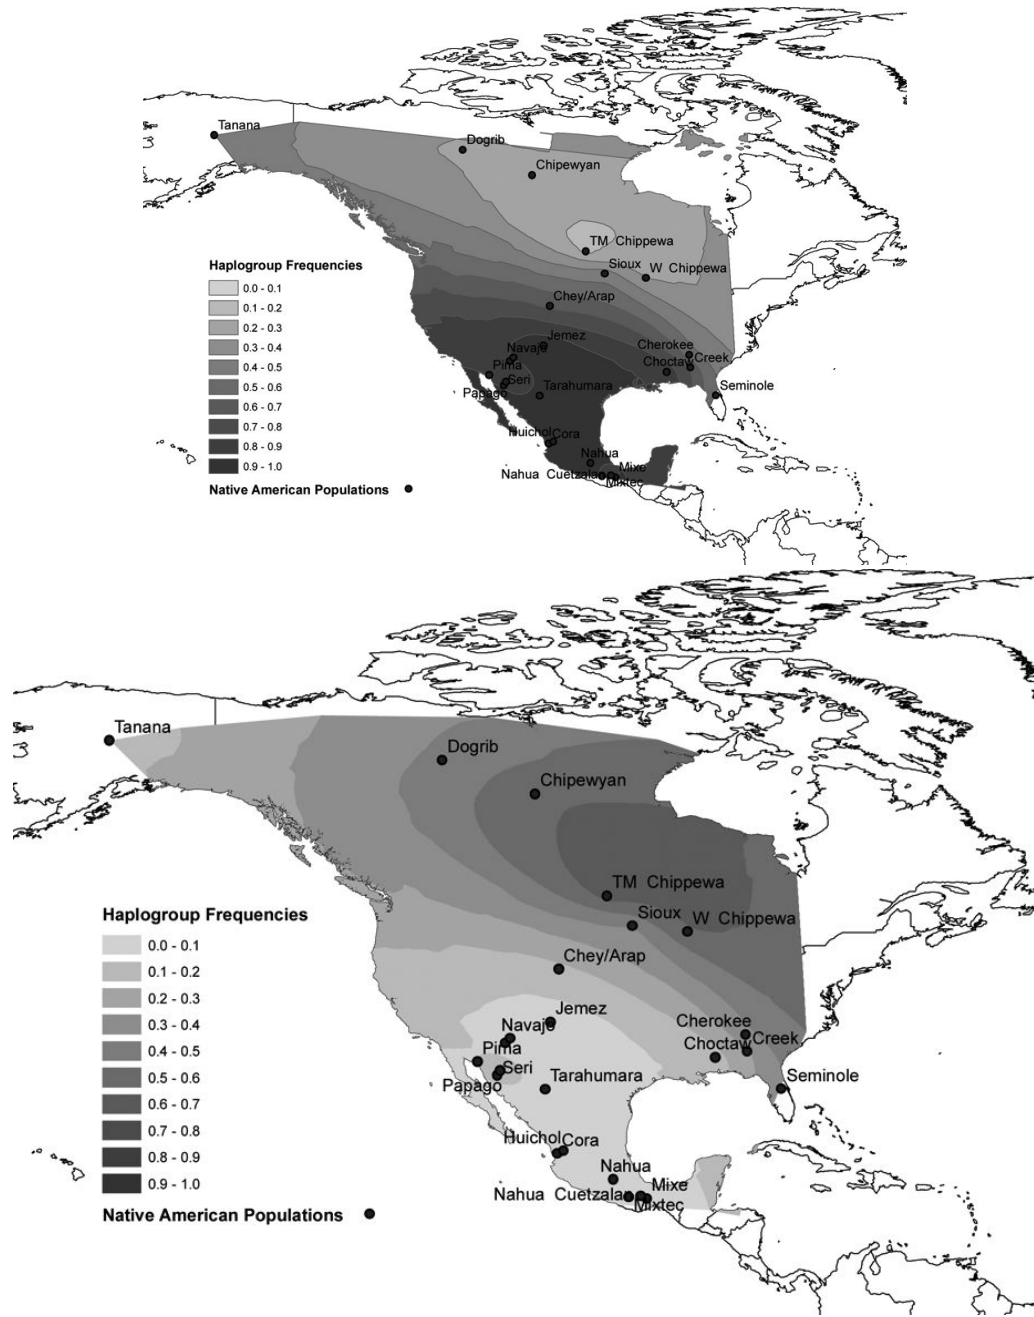 Tanana
Dogrib
Chipewyan
TM Chippewa
Sioux
W Chippewa
Haplogroup Frequencies
0.0 - 0.1
0.1 - 0.2
0.2 - 0.3
0.3 - 0.4
0.4 - 0.5
0.5 - 0.6
0.6 - 0.7
0.7 - 0.8
0.8 - 0.9
0.9 - 1.0
Native American Populations
Chey/Arap
Jemez
Navajo
Cherokee
Choctaw
Creek
Pima
Seri
Papago
Tarahumara
Seminole
Huichol
Cora
Nahua
Nahua Cuetzala
Mixe
Mixtec
Tanana
Dogrib
Chipewyan
TM Chippewa
Sioux
W Chippewa
Haplogroup Frequencies
0.0 - 0.1
0.1 - 0.2
0.2 - 0.3
0.3 - 0.4
0.4 - 0.5
0.5 - 0.6
0.6 - 0.7
0.7 - 0.8
0.8 - 0.9
0.9 - 1.0
Native American Populations
Chey/Arap
Jemez
Navajo
Cherokee
Choctaw
Creek
Pima
Seri
Papago
Tarahumara
Seminole
Huichol
Cora
Nahua
Nahua Cuetzala
Mixe
Mixtec